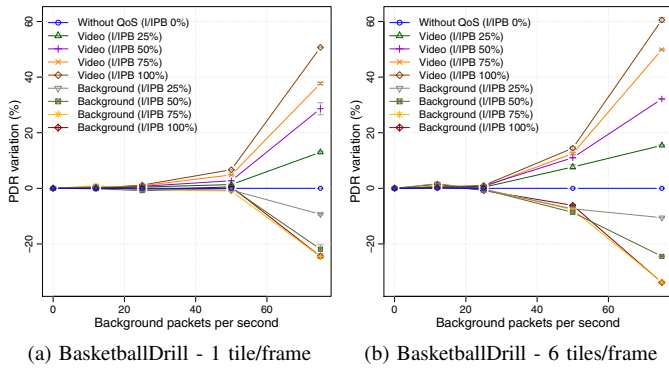 Without QoS (I/IPB 0%)
Video (I/IPB 25%)
Video (I/IPB 50%)
Video (I/IPB 75%)
Video (I/IPB 100%)
Background (I/IPB 25%)
Background (I/IPB 50%)
Background (I/IPB 75%)
Background (I/IPB 100%)
PDR variation (%)
60
40
20
0
-20
0
20
40
60
Background packets per second
(a) BasketballDrill - 1 tile/frame
Without QoS (I/IPB 0%)
Video (I/IPB 25%)
Video (I/IPB 50%)
Video (I/IPB 75%)
Video (I/IPB 100%)
Background (I/IPB 25%)
Background (I/IPB 50%)
Background (I/IPB 75%)
Background (I/IPB 100%)
PDR variation (%)
60
40
20
0
-20
0
20
40
60
Background packets per second
(b) BasketballDrill - 6 tiles/frame